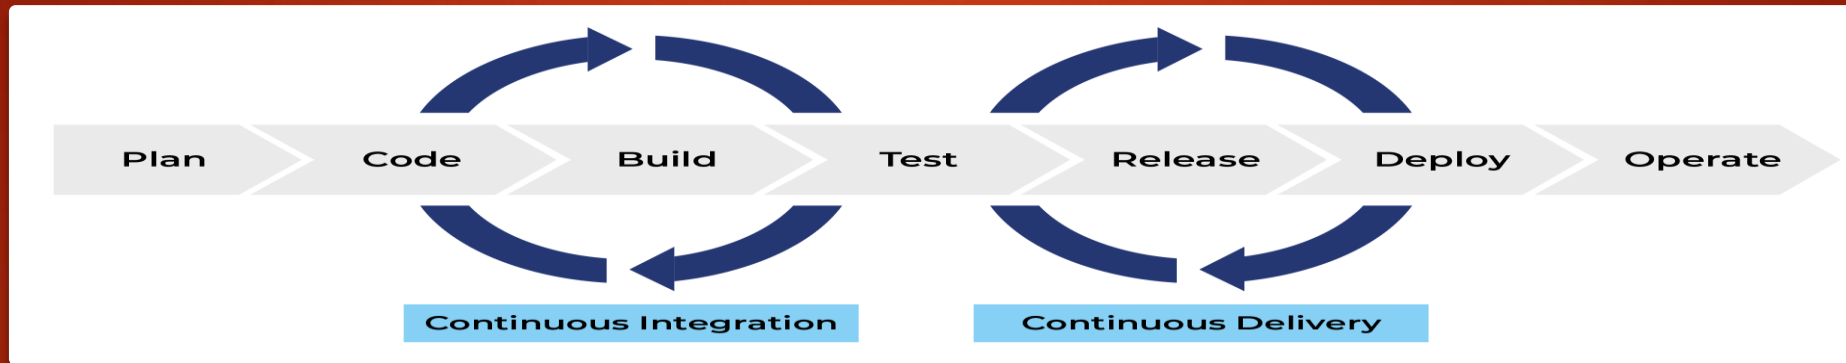 Plan
Code
Build
Test
Release
Deploy
Operate
Continuous Integration
Continuous Delivery